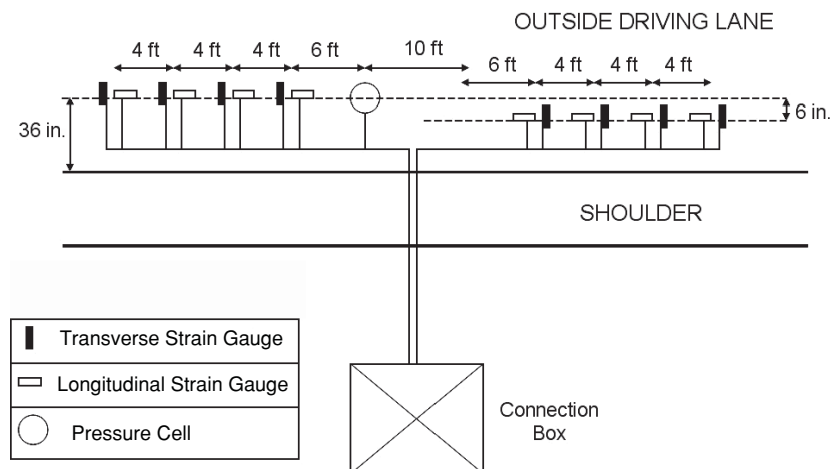 OUTSIDE DRIVING LANE
4 ft
4 ft
4 ft
6 ft
10 ft
6 ft
4 ft
4 ft
4 ft
36 in.
6 in.
SHOULDER
Transverse Strain Gauge
Longitudinal Strain Gauge
Pressure Cell
Connection
Box